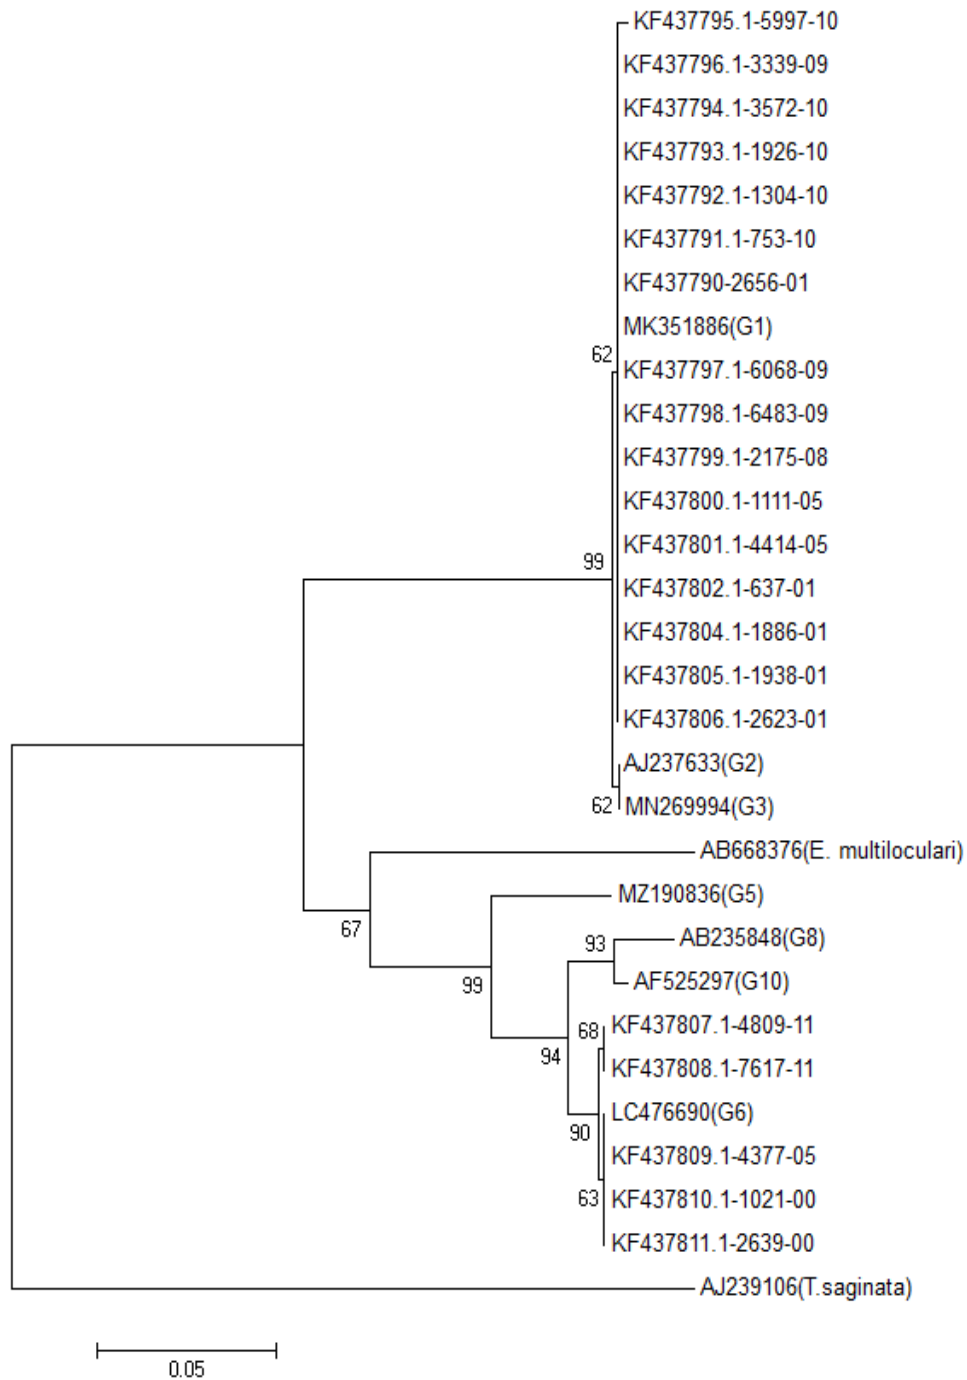 KF437795.1-5997-10
KF437796.1-3339-09
KF437794.1-3572-10
KF437793.1-1926-10
KF437792.1-1304-10
KF437791.1-753-10
KF437790-2656-01
MK351886(G1)
62
KF437797.1-6068-09
KF437798.1-6483-09
KF437799.1-2175-08
KF437800.1-1111-05
KF437801.1-4414-05
99
KF437802.1-637-01
KF437804.1-1886-01
KF437805.1-1938-01
KF437806.1-2623-01
AJ237633(G2)
62 MN269994(G3)
AB668376(E. multiloculari)
MZ190836(G5)
67
93 AB235848(G8)
99 AF525297(G10)
68 KF437807.1-4809-11
94
KF437808.1-7617-11
LC476690(G6)
90
KF437809.1-4377-05
63 KF437810.1-1021-00
KF437811.1-2639-00
AJ239106(T.saginata)
0.05